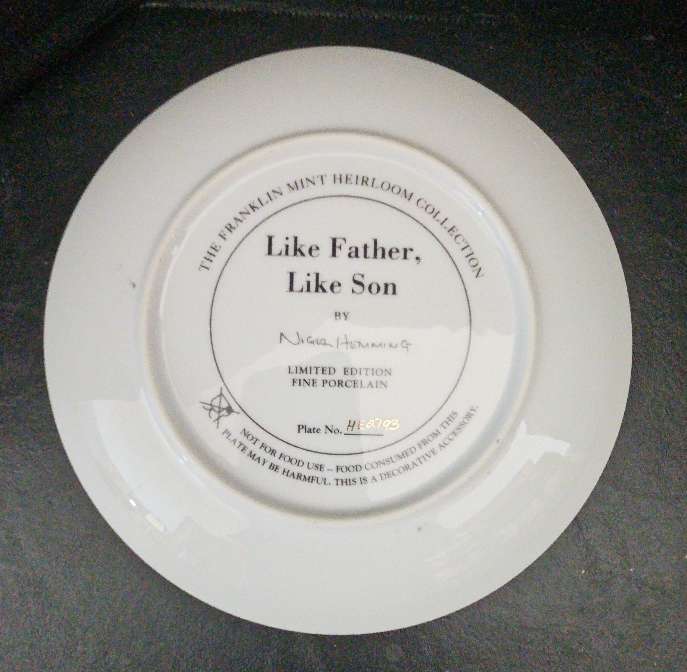 THE FRANKLIN MINT HEIRLOOM COLLECTION
Like Father,
Like Son
BY
Nigel Hemming
LIMITED EDITION
FINE PORCELAIN
Plate No. HE0793
NOT FOR FOOD USE – FOOD CONSUMED FROM THIS
PLATE MAY BE HARMFUL. THIS IS A DECORATIVE ACCESSORY.